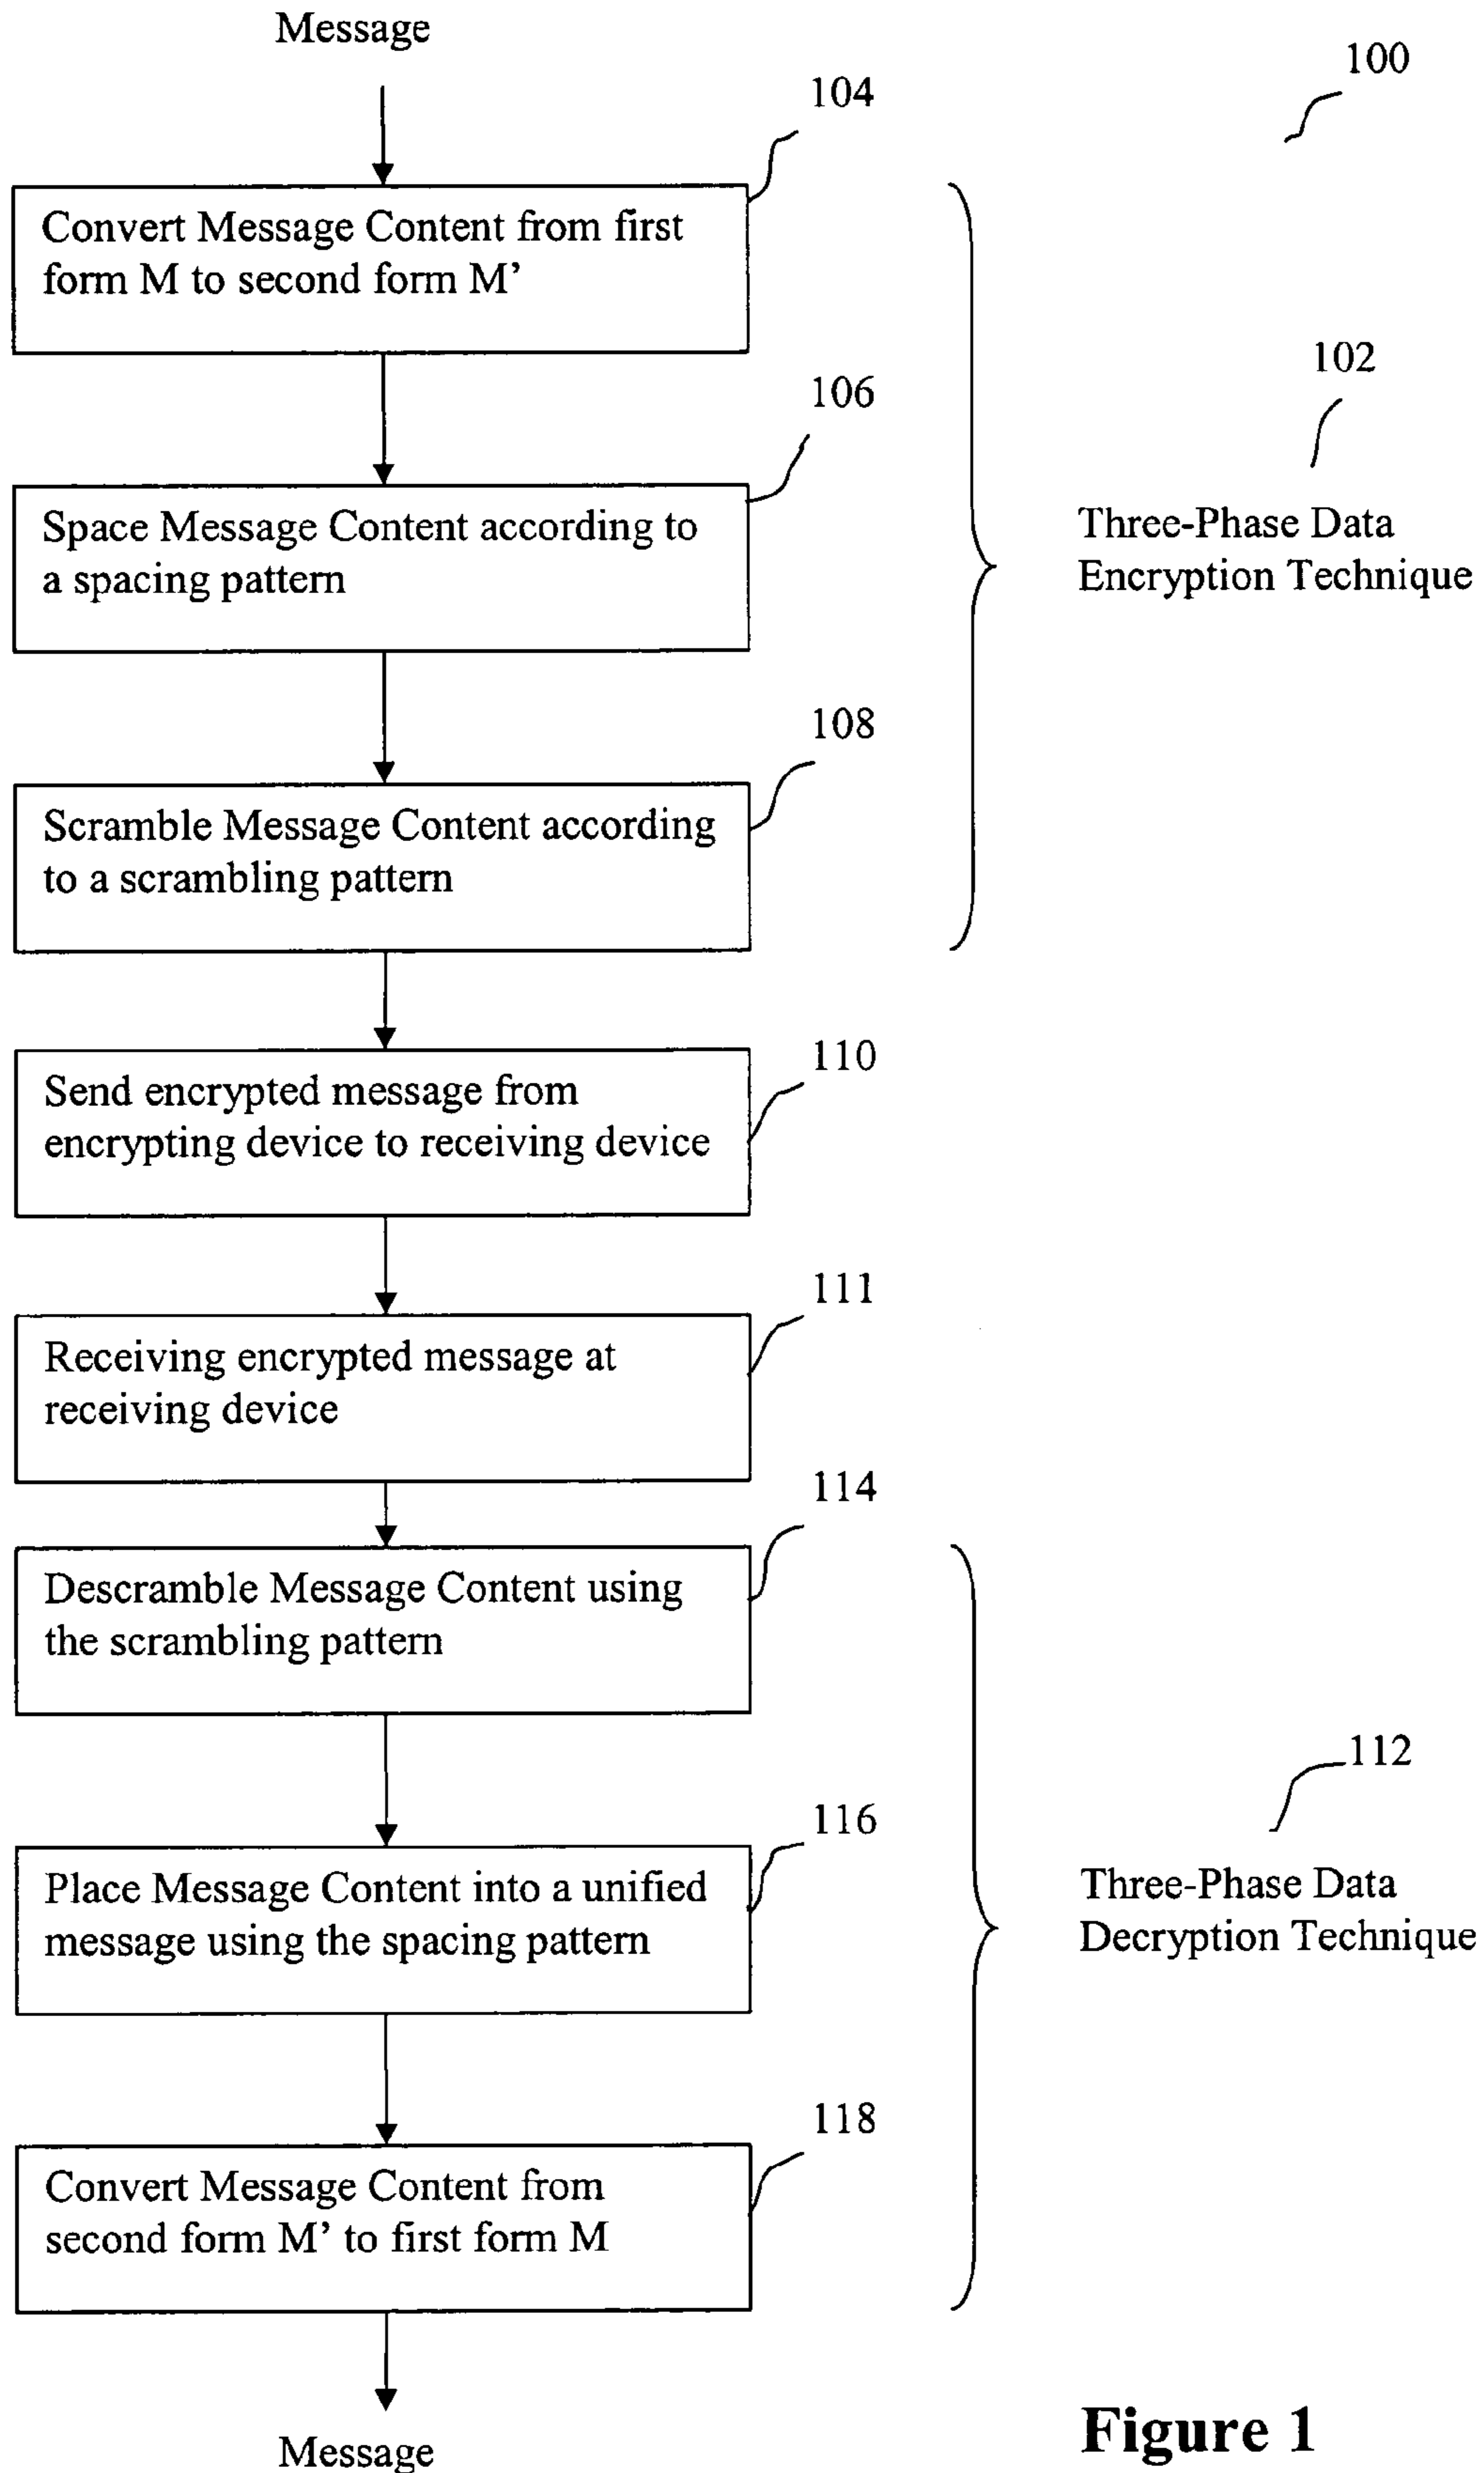 Message
100
104
Convert Message Content from first
form M to second form M’
102
106
Space Message Content according to
a spacing pattern
Three-Phase Data
Encryption Technique
108
Scramble Message Content according
to a scrambling pattern
110
Send encrypted message from
encrypting device to receiving device
111
Receiving encrypted message at
receiving device
114
Descramble Message Content using
the scrambling pattern
112
116
Place Message Content into a unified
message using the spacing pattern
Three-Phase Data
Decryption Technique
118
Convert Message Content from
second form M’ to first form M
Message
Figure 1